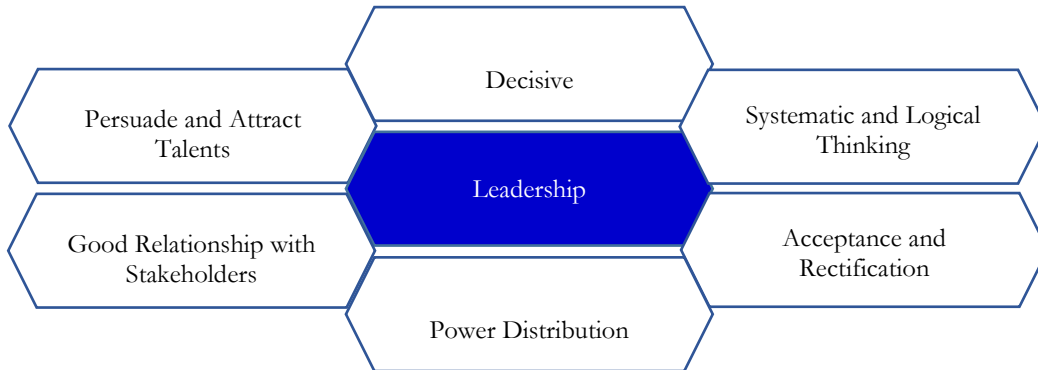 Decisive
Persuade and Attract
Talents
Systematic and Logical
Thinking
Leadership
Good Relationship with
Stakeholders
Acceptance and
Rectification
Power Distribution